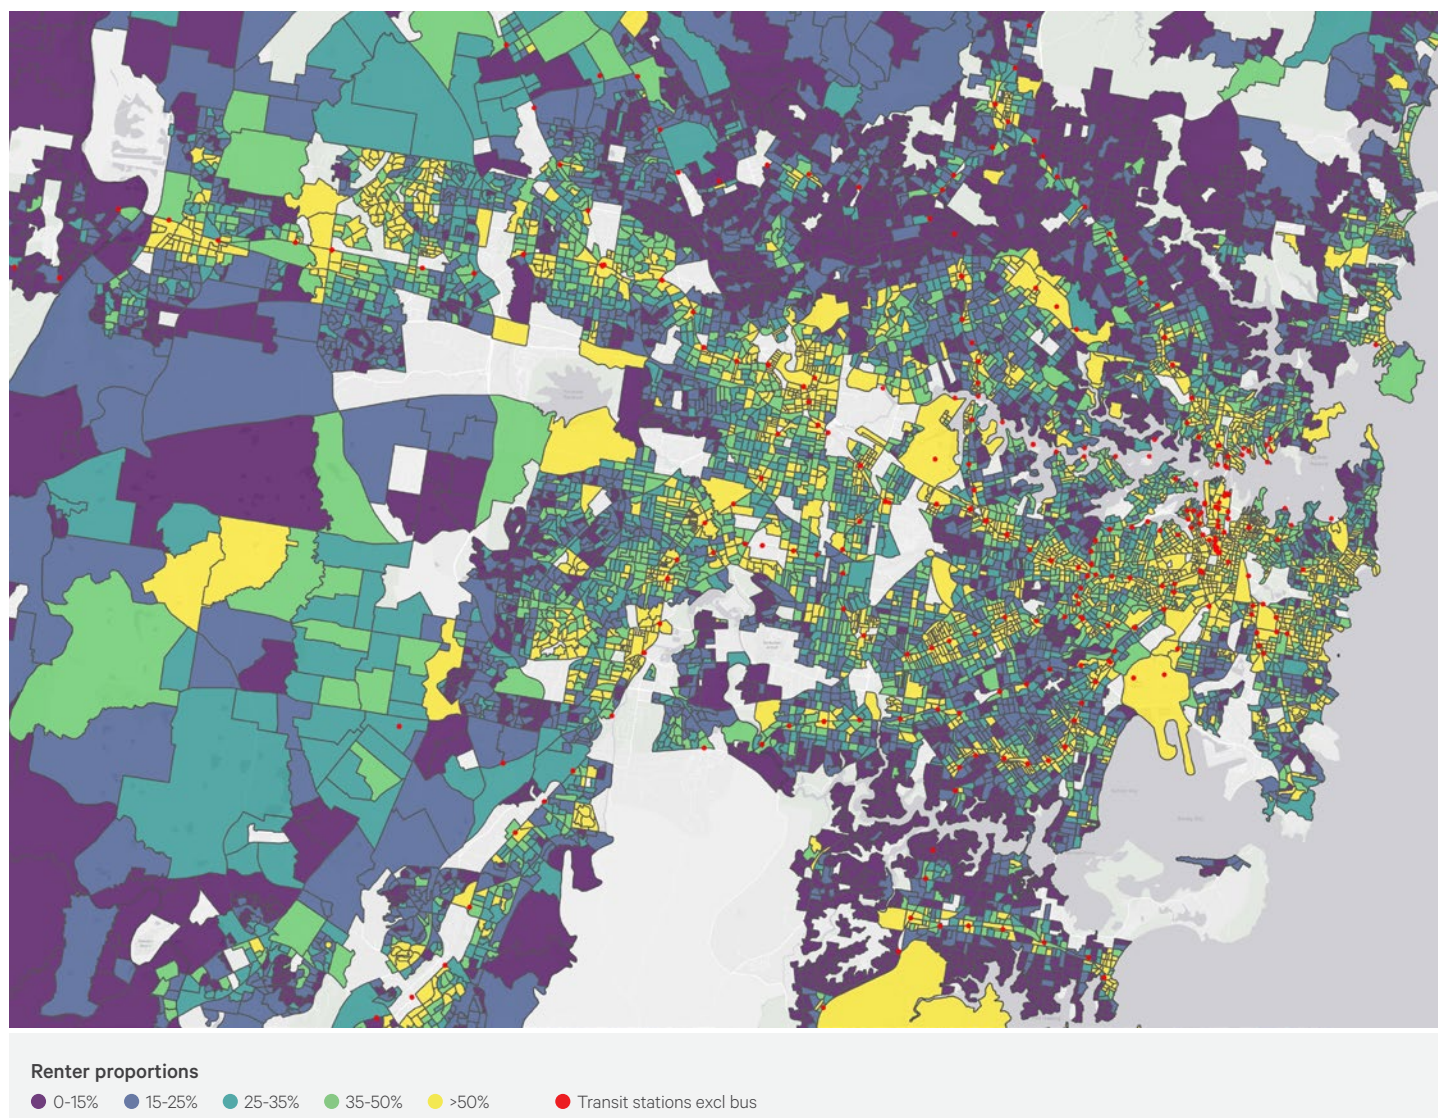 Renter proportions
0-15% 15-25% 25-35% 35-50% >50% Transit stations excl bus